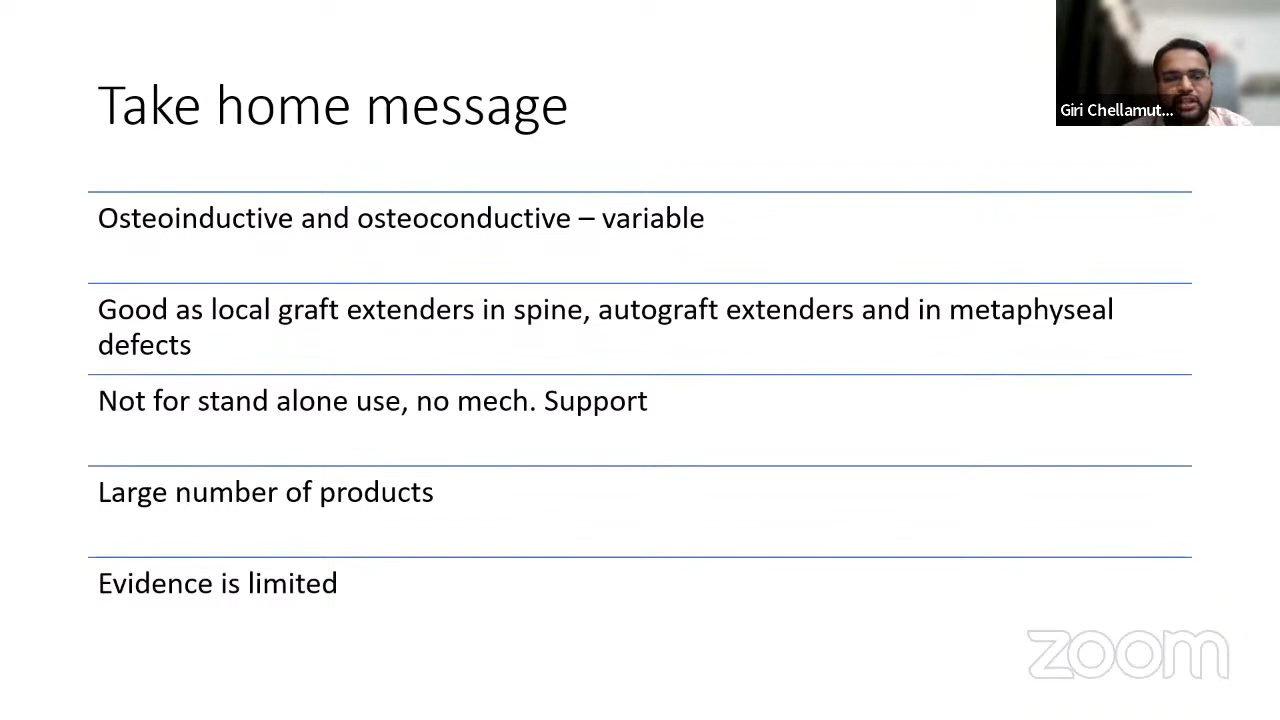 Take home message
Giri Chellamut...
Osteoinductive and osteoconductive – variable
Good as local graft extenders in spine, autograft extenders and in metaphyseal
defects
Not for stand alone use, no mech. Support
Large number of products
Evidence is limited
zoom